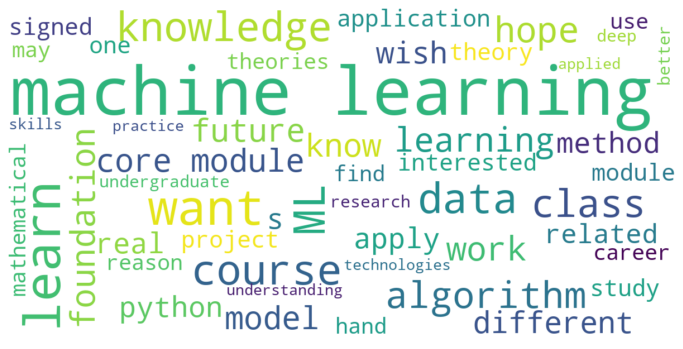 signed knowledge application hope use
may one theories wish theory deep better
machine learning applied
skills practice future know learning method
core module find interested module
mathematical learn foundation undergraduate want s ML research data class
real project apply work related
reason course technologies career
python understanding algorithm study
model hand different